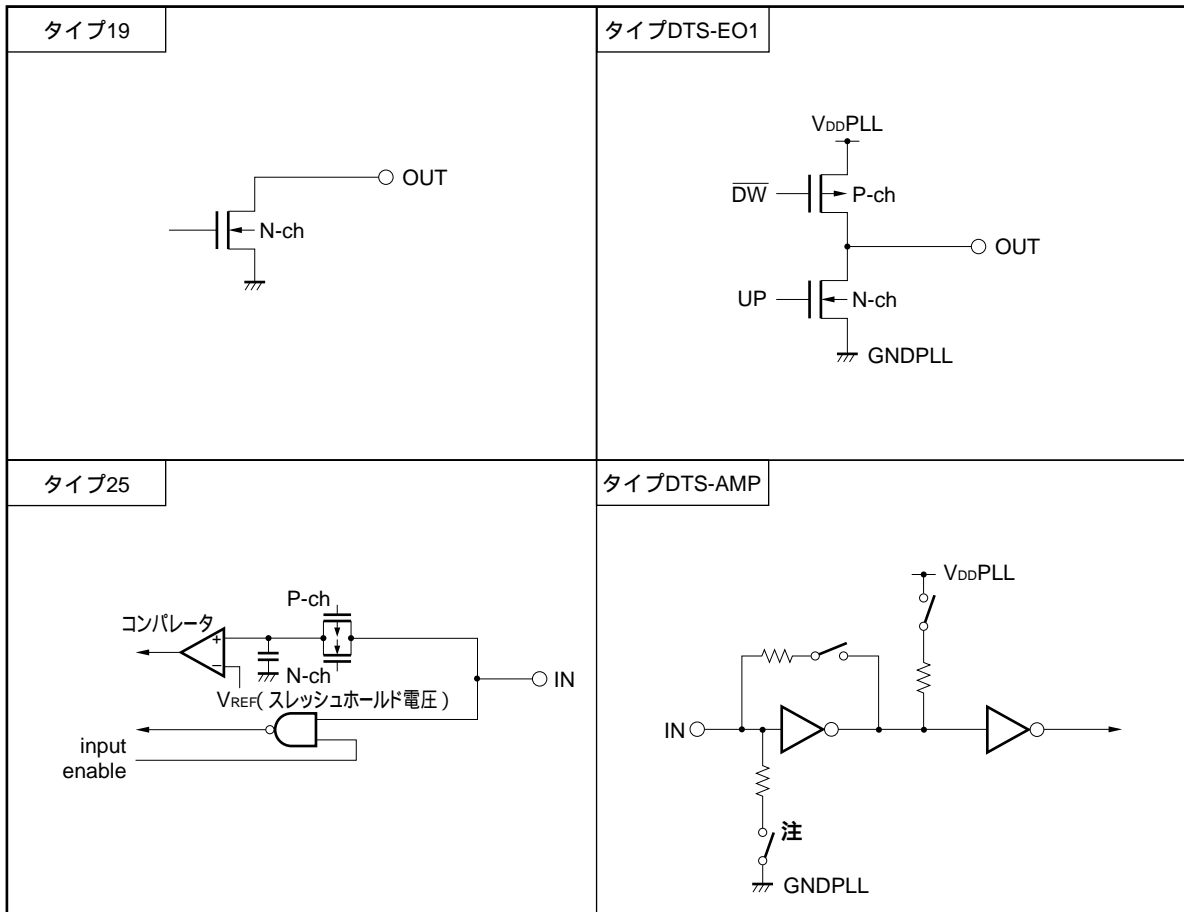 タイプ19
OUT
N-ch
タイプDTS-EO1
VDDPLL
DW
P-ch
OUT
UP
N-ch
GNDPLL
タイプ25
P-ch
コンパレータ
+
−
N-ch
VREF(スレッシュホールド電圧)
IN
input
enable
タイプDTS-AMP
VDDPLL
IN
注
GNDPLL